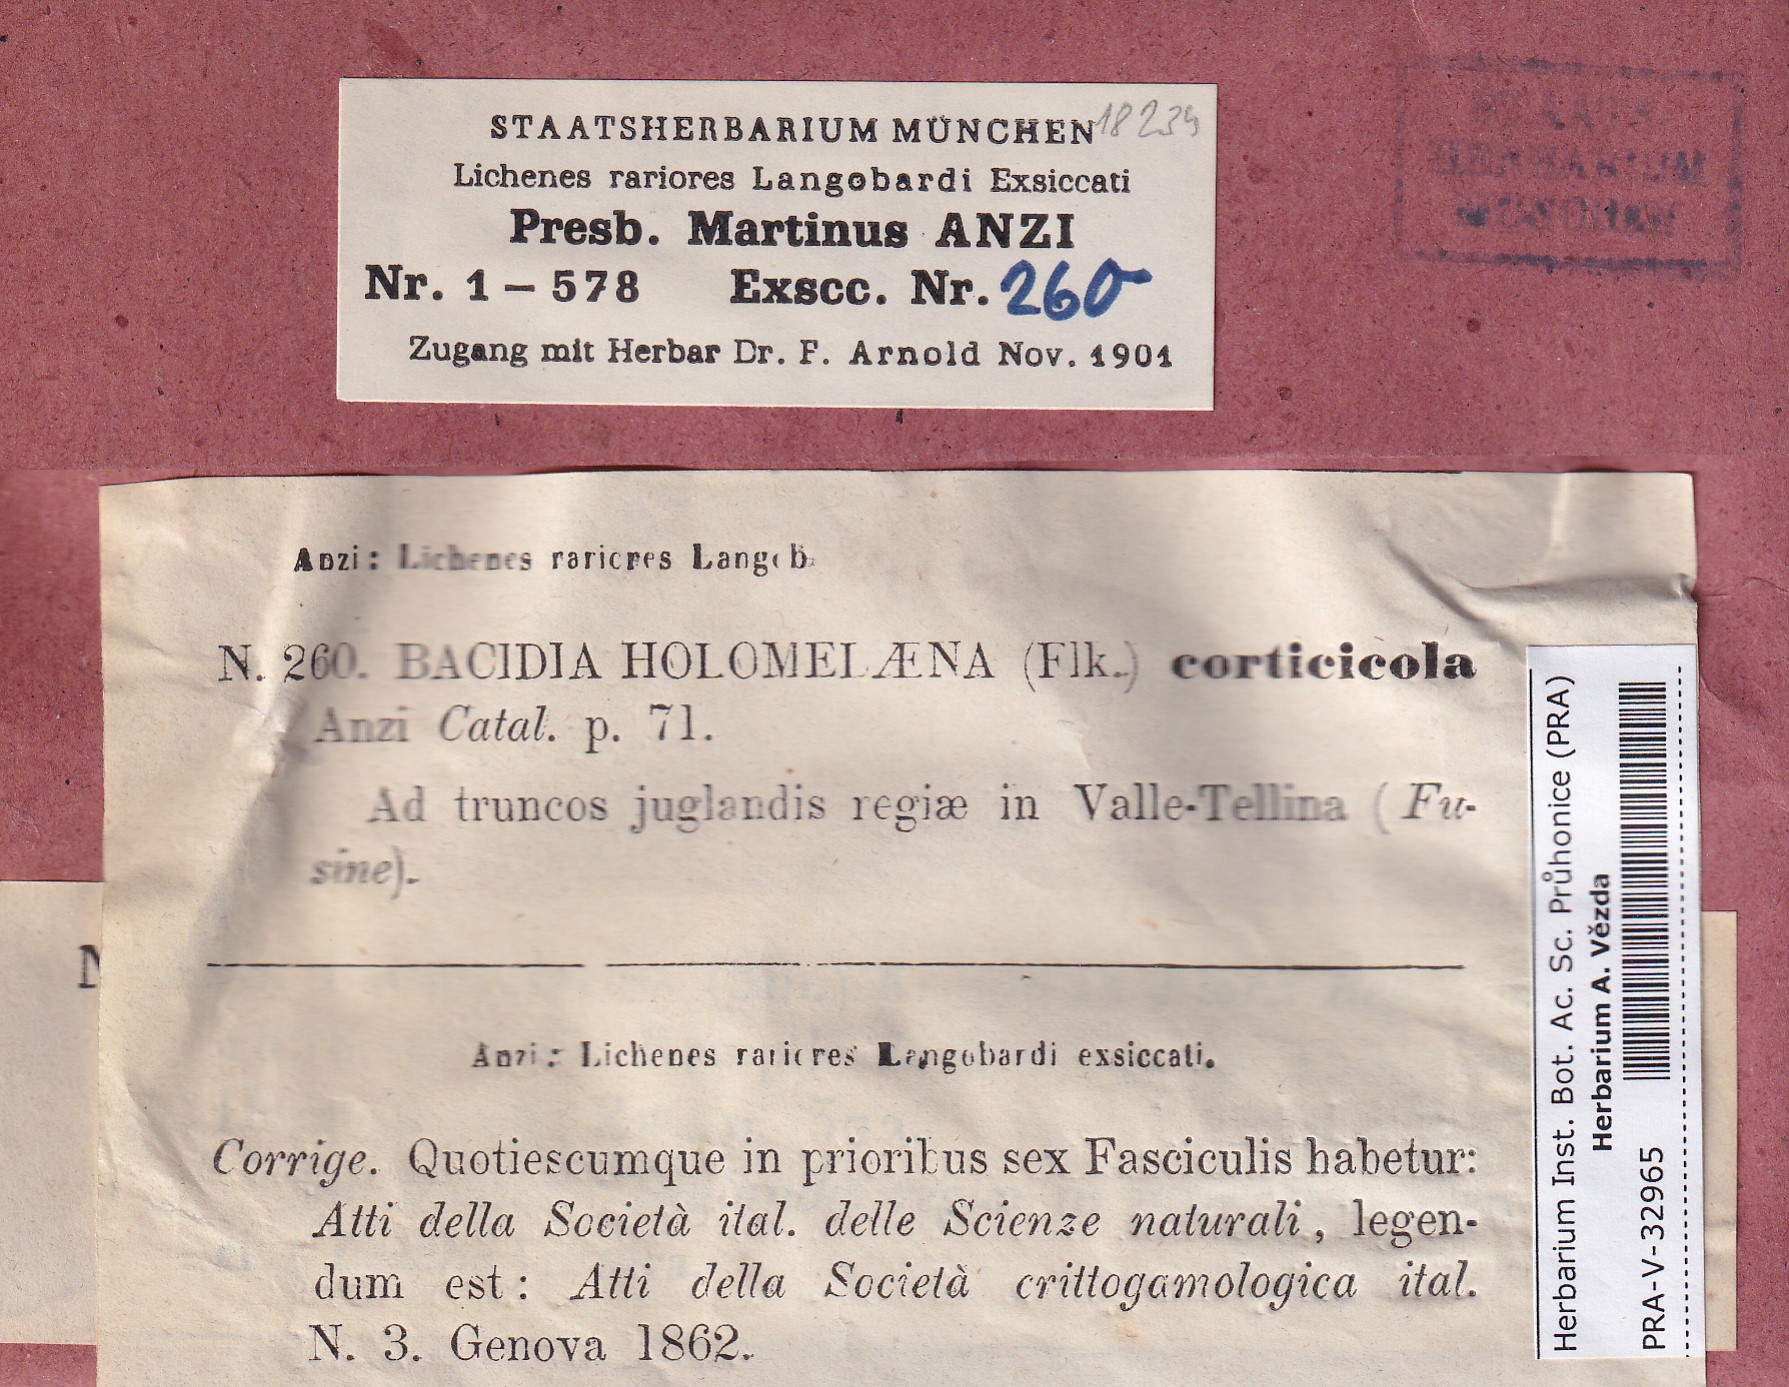 STAATSHERBARIUM MÜNCHEN 18239
Lichenes rariores Langobardi Exsiccati
Presb. Martinus ANZI
Nr. 1 – 578 Exscc. Nr. 260
Zugang mit Herbar Dr. F. Arnold Nov. 1901
STAATS
HERBARIUM
MÜNCHEN
Anzi: Lichenes rariores Langob.
N. 260. BACIDIA HOLOMELÆNA (Flk.) corticicola
Anzi Catal. p. 71.
Ad truncos juglandis regiæ in Valle-Tellina (Fu-
sine).
N
Anzi: Lichenes rariores Langobardi exsiccati.
Corrige. Quotiescumque in prioribus sex Fasciculis habetur:
Atti della Società ital. delle Scienze naturali, legen-
dum est: Atti della Società crittogamologica ital.
N. 3. Genova 1862.
Herbarium Inst. Bot. Ac. Sc. Průhonice (PRA)
Herbarium A. Vězda
PRA-V-32965